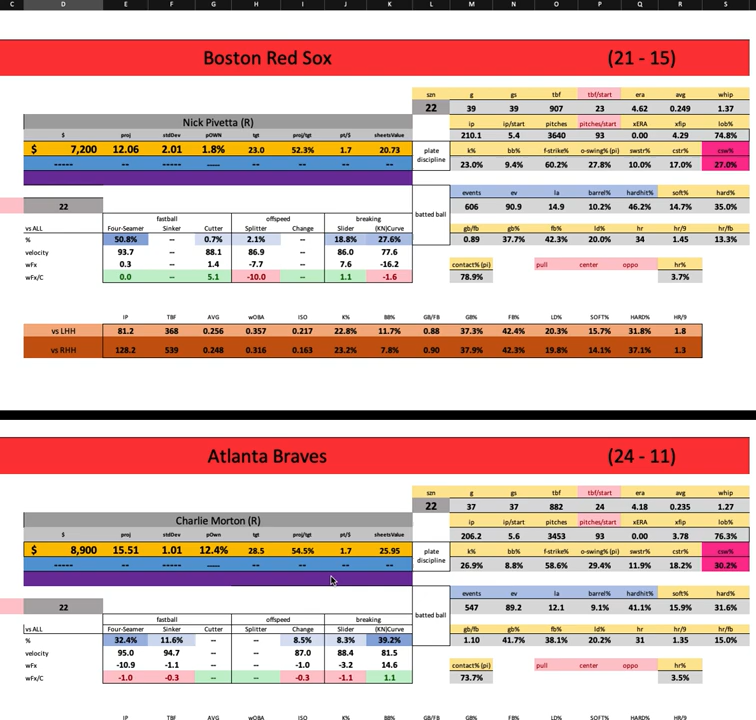 C D E F G H I J K L M N O P Q R S
Boston Red Sox (21 - 15)
szn g gs tbf tbf/start era avg whip
22 39 39 907 23 4.62 0.249 1.37
Nick Pivetta (R) ip ip/start pitches pitches/start xERA xfip lob%
$ proj stdDev pOWN tgt proj/tgt pt/$ sheetsValue 210.1 5.4 3640 93 0.00 4.29 74.8%
$ 7,200 12.06 2.01 1.8% 23.0 52.3% 1.7 20.73 plate discipline k% bb% f-strike% o-swing% (pi) swstr% cstr% csw%
----- -- -- ---- -- -- -- -- 23.0% 9.4% 60.2% 27.8% 10.0% 17.0% 27.0%
events ev la barrel% hardhit% soft% hard%
22 batted ball 606 90.9 14.9 10.2% 46.2% 14.7% 35.0%
fastball offspeed breaking
vs ALL Four-Seamer Sinker Cutter Splitter Change Slider (KN)Curve gb/fb gb% fb% ld% hr hr/9 hr/fb
% 50.8% -- 0.7% 2.1% -- 18.8% 27.6% 0.89 37.7% 42.3% 20.0% 34 1.45 13.3%
velocity 93.7 -- 88.1 86.9 -- 86.0 77.6
wFx 0.3 -- 1.4 -7.7 -- 7.6 -16.2 contact% (pi) pull center oppo hr%
wFx/C 0.0 -- 5.1 -10.0 -- 1.1 -1.6 78.9% 3.7%
IP TBF AVG wOBA ISO K% BB% GB/FB GB% FB% LD% SOFT% HARD% HR/9
vs LHH 81.2 368 0.256 0.357 0.217 22.8% 11.7% 0.88 37.3% 42.4% 20.3% 15.7% 31.8% 1.8
vs RHH 128.2 539 0.248 0.316 0.163 23.2% 7.8% 0.90 37.9% 42.3% 19.8% 14.1% 37.1% 1.3
Atlanta Braves (24 - 11)
szn g gs tbf tbf/start era avg whip
22 37 37 882 24 4.18 0.235 1.27
Charlie Morton (R) ip ip/start pitches pitches/start xERA xfip lob%
$ proj stdDev pOwn tgt proj/tgt pt/$ sheetsValue 206.2 5.6 3453 93 0.00 3.78 76.3%
$ 8,900 15.51 1.01 12.4% 28.5 54.5% 1.7 25.95 plate discipline k% bb% f-strike% o-swing% (pi) swstr% cstr% csw%
----- -- -- ---- -- -- -- -- 26.9% 8.8% 58.6% 29.4% 11.9% 18.2% 30.2%
events ev la barrel% hardhit% soft% hard%
22 batted ball 547 89.2 12.1 9.1% 41.1% 15.9% 31.6%
fastball offspeed breaking
vs ALL Four-Seamer Sinker Cutter Splitter Change Slider (KN)Curve gb/fb gb% fb% ld% hr hr/9 hr/fb
% 32.4% 11.6% -- -- 8.5% 8.3% 39.2% 1.10 41.7% 38.1% 20.2% 31 1.35 15.0%
velocity 95.0 94.7 -- -- 87.0 88.4 81.5
wFx -10.9 -1.1 -- -- -1.0 -3.2 14.6 contact% (pi) pull center oppo hr%
wFx/C -1.0 -0.3 -- -- -0.3 -1.1 1.1 73.7% 3.5%
IP TBF AVG wOBA ISO K% BB% GB/FB GB% FB% LD% SOFT% HARD% HR/9